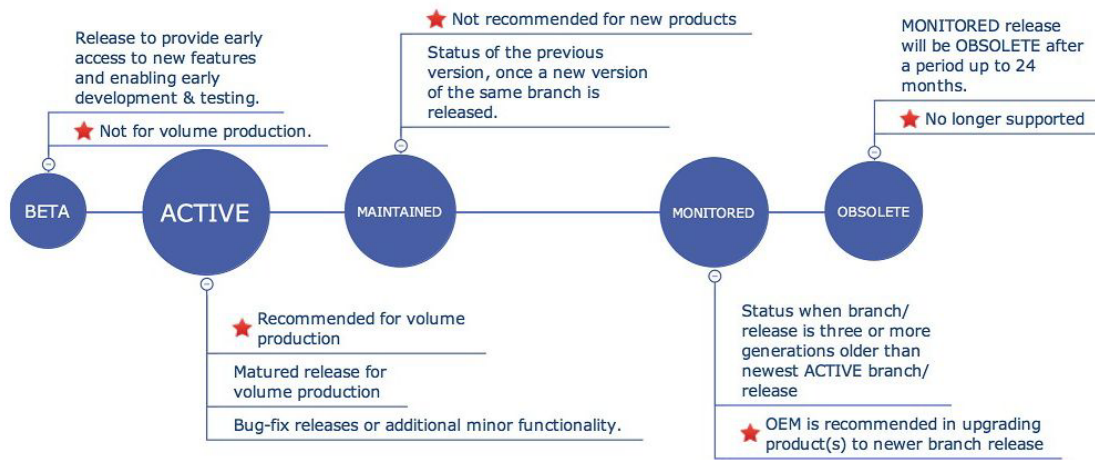 Release to provide early
access to new features
and enabling early
development & testing.
Not for volume production.
Not recommended for new products
Status of the previous
version, once a new version
of the same branch is
released.
MONITORED release
will be OBSOLETE after
a period up to 24
months.
No longer supported
BETA
ACTIVE
MAINTAINED
MONITORED
OBSOLETE
Recommended for volume
production
Matured release for
volume production
Bug-fix releases or additional minor functionality.
Status when branch/
release is three or more
generations older than
newest ACTIVE branch/
release
OEM is recommended in upgrading
product(s) to newer branch release